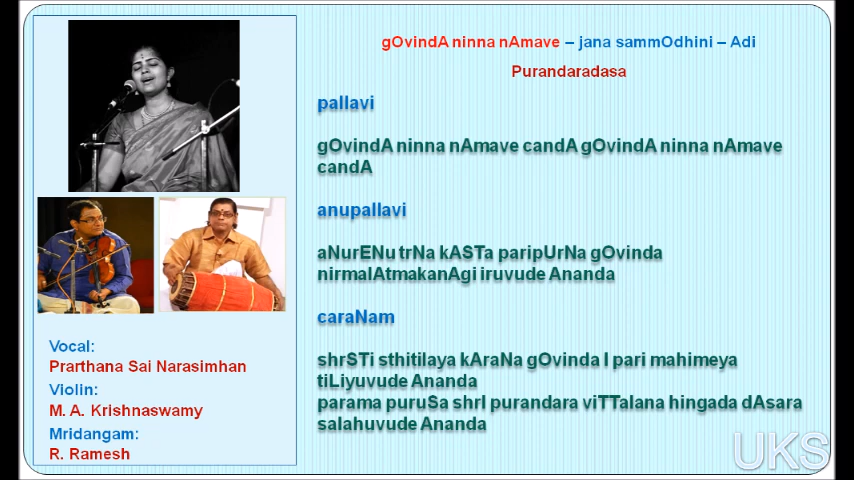 gOvindA ninna nAmave – jana sammOdhini – Adi
Purandaradasa
pallavi
gOvindA ninna nAmave candA gOvindA ninna nAmave
candA
anupallavi
aNurENu trNa kASTa paripUrNa gOvinda
nirmalAtmakanAgi iruvude Ananda
caraNam
shrSTi sthitilaya kAraNa gOvinda I pari mahimeya
tiLiyuvude Ananda
parama puruSa shrI purandara viTTalana hingada dAsara
salahuvude Ananda
Vocal:
Prarthana Sai Narasimhan
Violin:
M. A. Krishnaswamy
Mridangam:
R. Ramesh
UKS